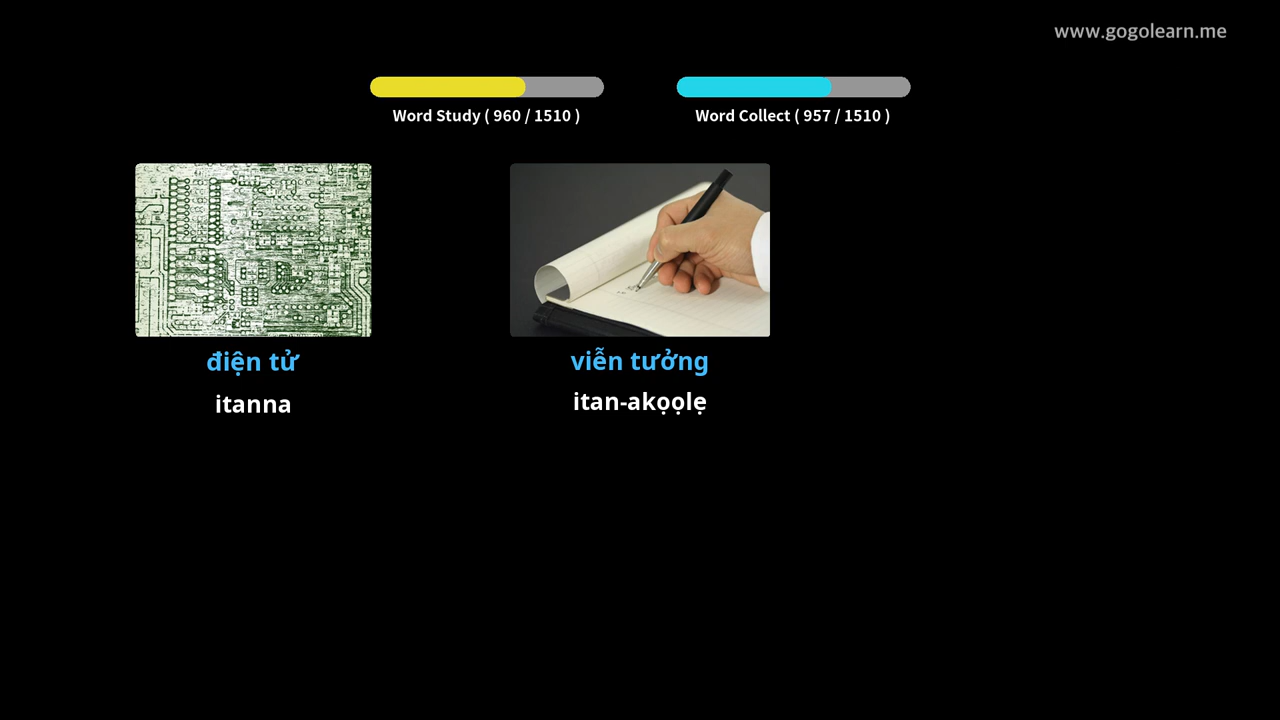 www.gogolearn.me
Word Study ( 960 / 1510 )
Word Collect ( 957 / 1510 )
điện tử
itanna
viễn tưởng
itan-akọọlẹ